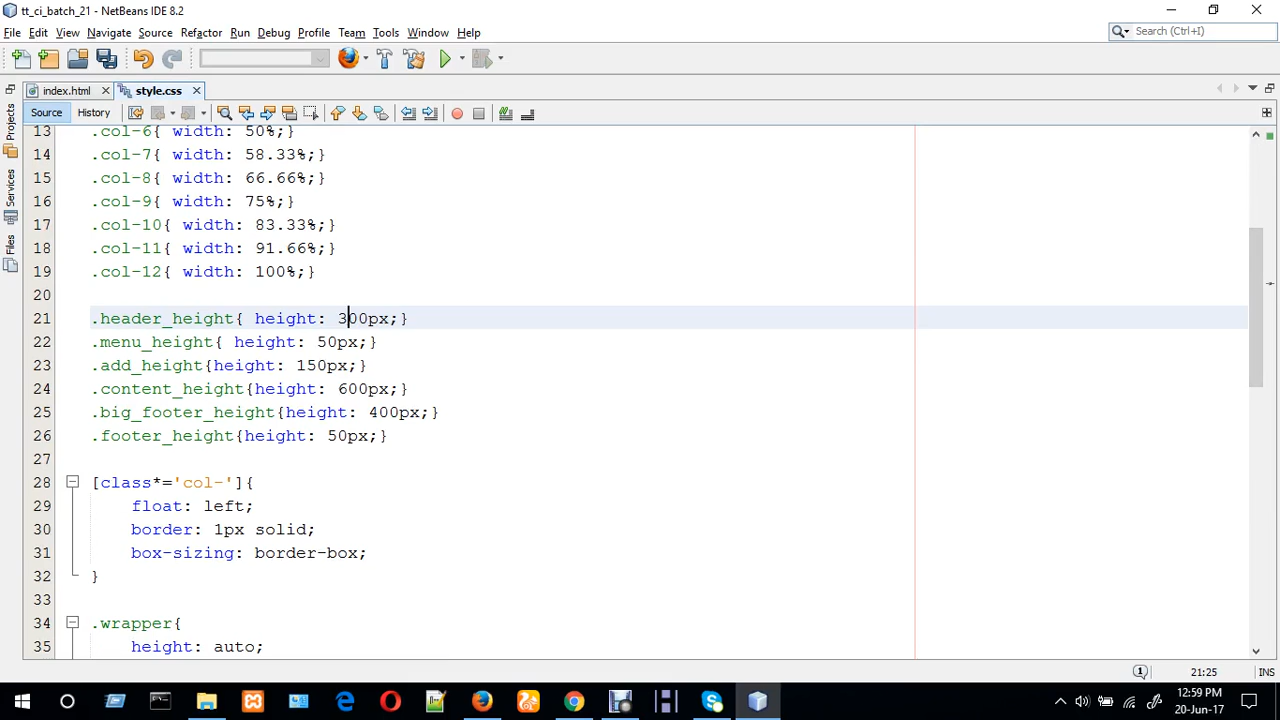 tt_ci_batch_21 - NetBeans IDE 8.2
File Edit View Navigate Source Refactor Run Debug Profile Team Tools Window Help
Search (Ctrl+I)
index.html style.css
Source History
Projects
Services
Files
13 .col-6{ width: 50%;}
14 .col-7{ width: 58.33%;}
15 .col-8{ width: 66.66%;}
16 .col-9{ width: 75%;}
17 .col-10{ width: 83.33%;}
18 .col-11{ width: 91.66%;}
19 .col-12{ width: 100%;}
20
21 .header_height{ height: 300px;}
22 .menu_height{ height: 50px;}
23 .add_height{height: 150px;}
24 .content_height{height: 600px;}
25 .big_footer_height{height: 400px;}
26 .footer_height{height: 50px;}
27
28 [class*='col-']{
29 float: left;
30 border: 1px solid;
31 box-sizing: border-box;
32 }
33
34 .wrapper{
35 height: auto;
21:25 INS
12:59 PM
20-Jun-17